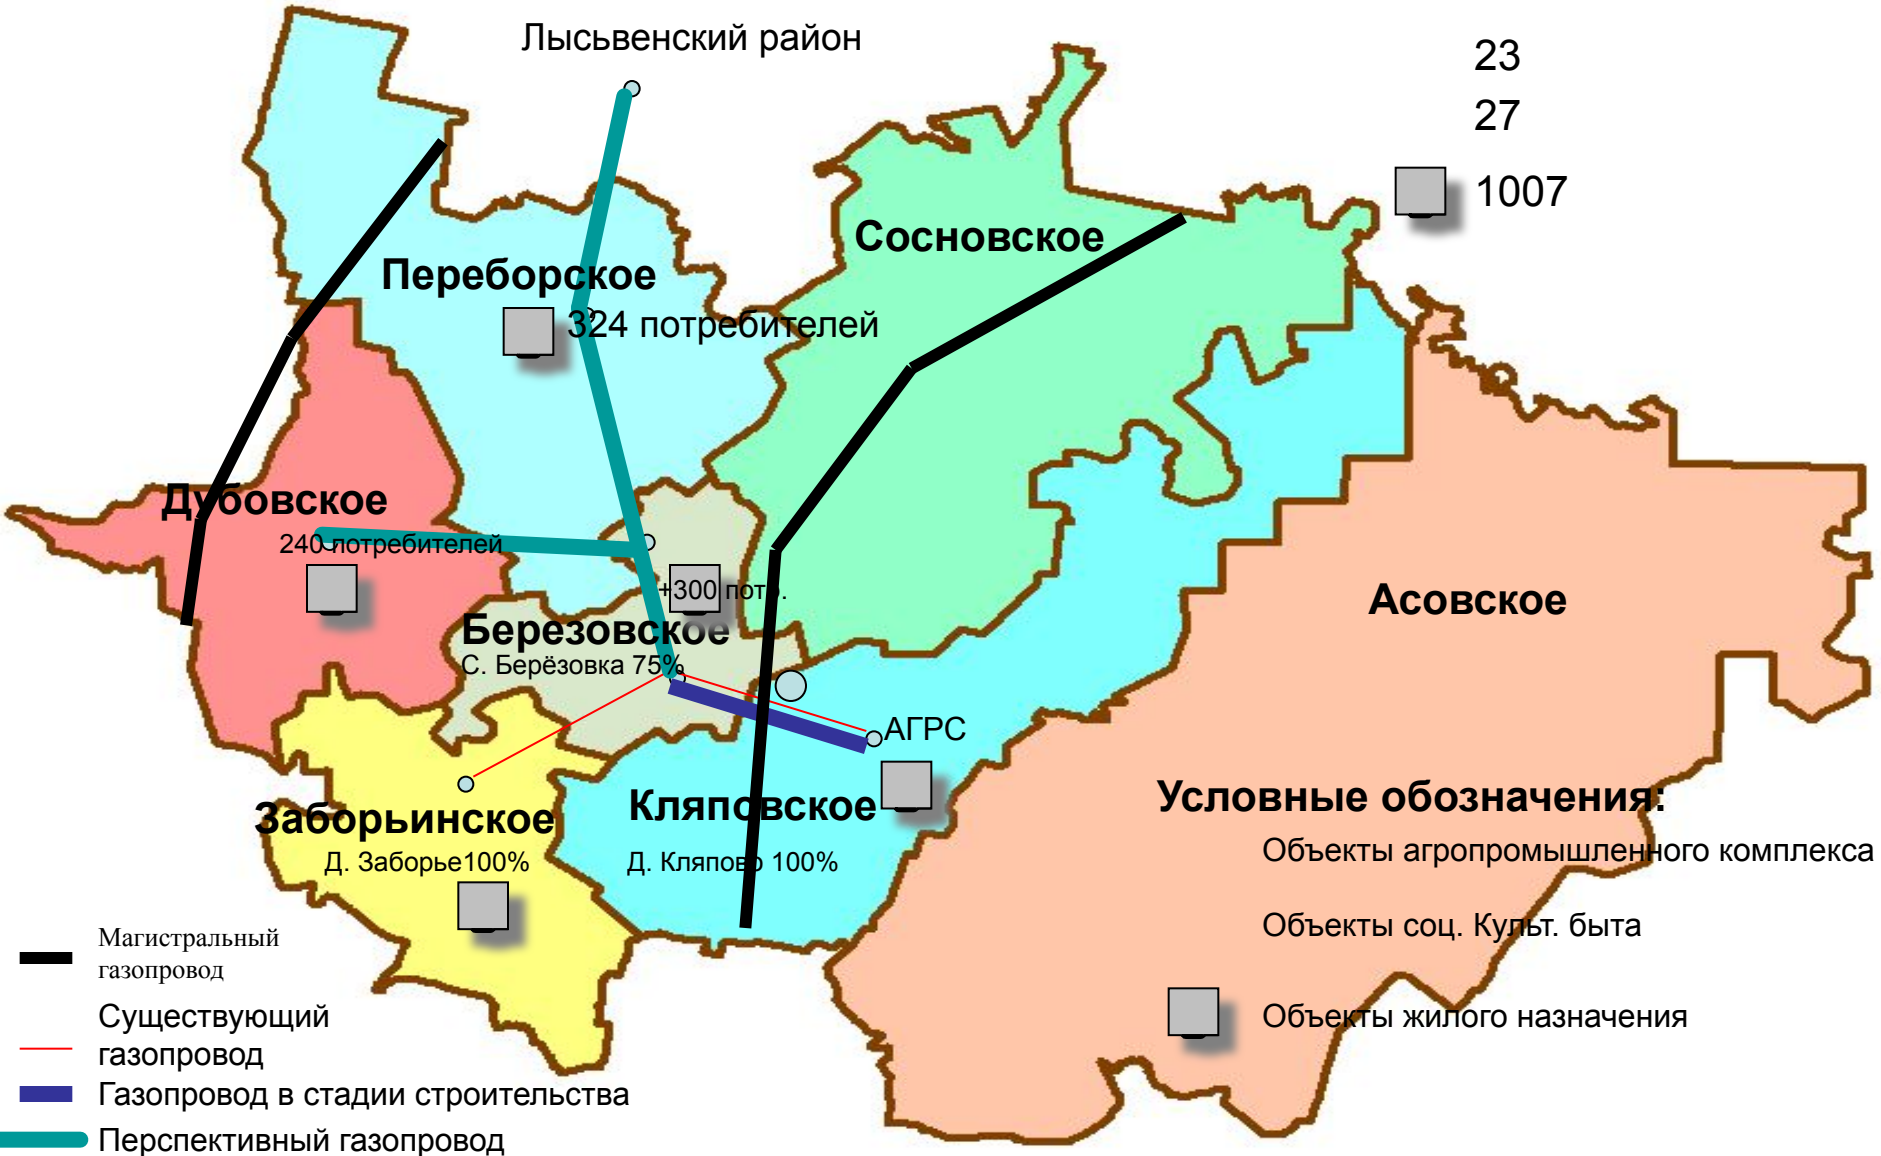 Лысьвенский район
23
27
1007
Сосновское
Переборское
324 потребителей
Дубовское
240 потребителей
+300 потр.
Березовское
С. Берёзовка 75%
Асовское
АГРС
Заборьинское
Д. Заборье100%
Кляповское
Д. Кляпово 100%
Условные обозначения:
Объекты агропромышленного комплекса
Объекты соц. Культ. быта
Объекты жилого назначения
Магистральный
газопровод
Существующий
газопровод
Газопровод в стадии строительства
Перспективный газопровод